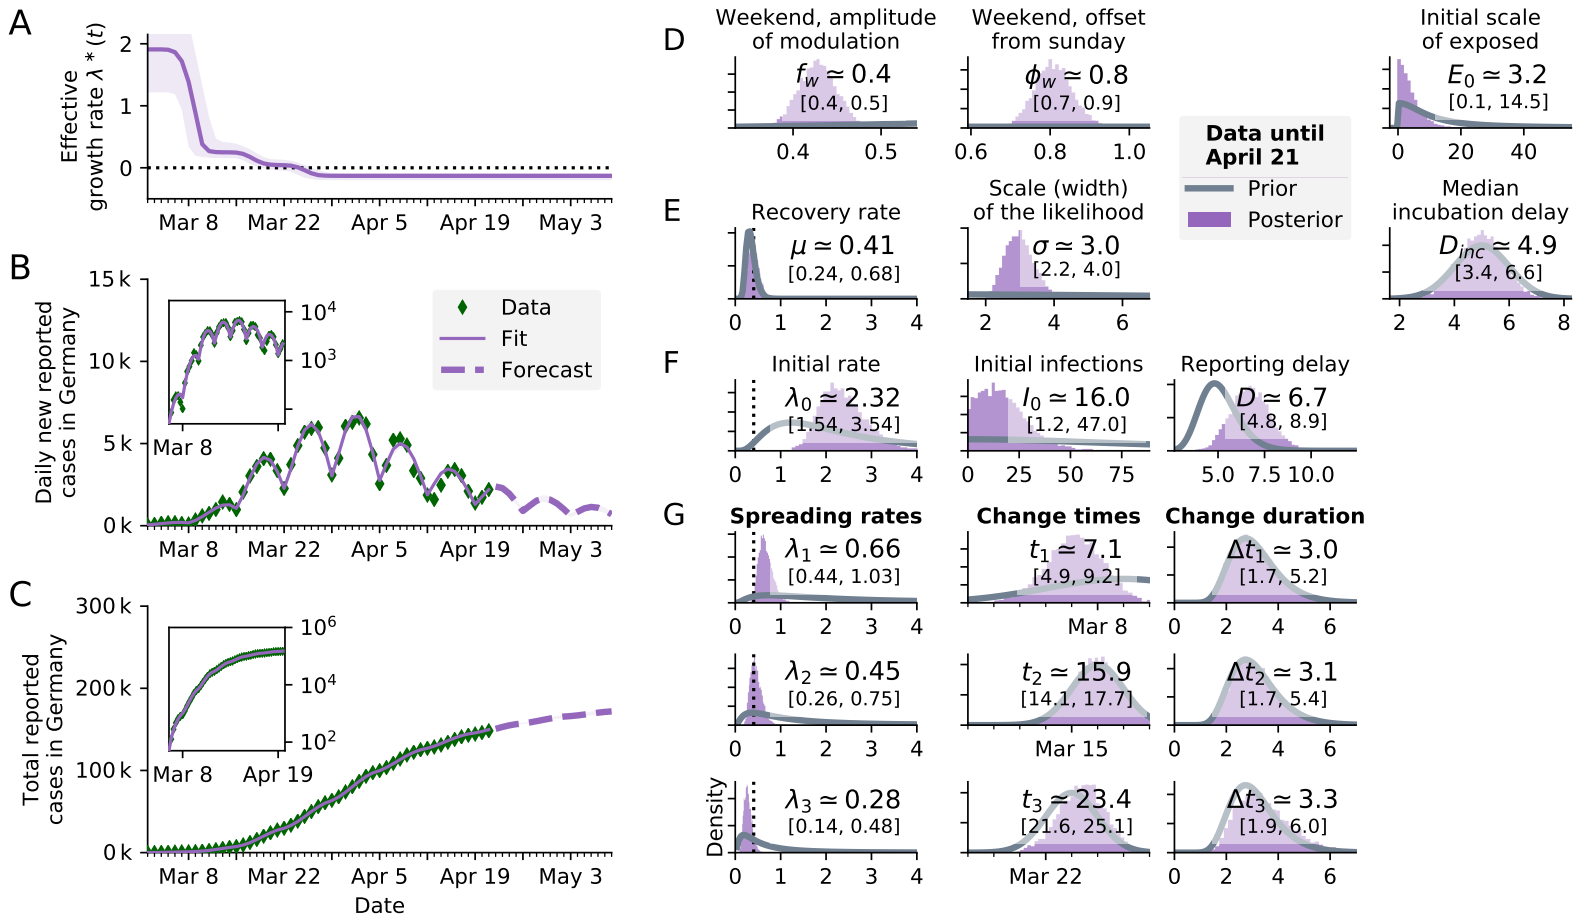 A
Effective
growth rate λ * (t)
2
1
0
Mar 8
Mar 22
Apr 5
Apr 19
May 3
B
Daily new reported
cases in Germany
15 k
10 k
5 k
0 k
10⁴
10³
Mar 8
Data
Fit
Forecast
Mar 8
Mar 22
Apr 5
Apr 19
May 3
C
Total reported
cases in Germany
300 k
200 k
100 k
0 k
10⁶
10⁴
10²
Mar 8
Apr 19
Mar 8
Mar 22
Apr 5
Apr 19
May 3
Date
D
Weekend, amplitude
of modulation
f_w ≃ 0.4
[0.4, 0.5]
0.4
0.5
Weekend, offset
from sunday
ϕ_w ≃ 0.8
[0.7, 0.9]
0.6
0.8
1.0
Initial scale
of exposed
E₀ ≃ 3.2
[0.1, 14.5]
0
20
40
Data until
April 21
Prior
Posterior
E
Recovery rate
μ ≃ 0.41
[0.24, 0.68]
0
1
2
3
4
Scale (width)
of the likelihood
σ ≃ 3.0
[2.2, 4.0]
2
4
6
Median
incubation delay
D_inc ≃ 4.9
[3.4, 6.6]
2
4
6
8
F
Initial rate
λ₀ ≃ 2.32
[1.54, 3.54]
0
1
2
3
4
Initial infections
I₀ ≃ 16.0
[1.2, 47.0]
0
25
50
75
Reporting delay
D ≃ 6.7
[4.8, 8.9]
5.0
7.5
10.0
G
Spreading rates
Change times
Change duration
λ₁ ≃ 0.66
[0.44, 1.03]
0
1
2
3
4
t₁ ≃ 7.1
[4.9, 9.2]
Mar 8
Δt₁ ≃ 3.0
[1.7, 5.2]
0
2
4
6
λ₂ ≃ 0.45
[0.26, 0.75]
0
1
2
3
4
t₂ ≃ 15.9
[14.1, 17.7]
Mar 15
Δt₂ ≃ 3.1
[1.7, 5.4]
0
2
4
6
Density
λ₃ ≃ 0.28
[0.14, 0.48]
0
1
2
3
4
t₃ ≃ 23.4
[21.6, 25.1]
Mar 22
Δt₃ ≃ 3.3
[1.9, 6.0]
0
2
4
6